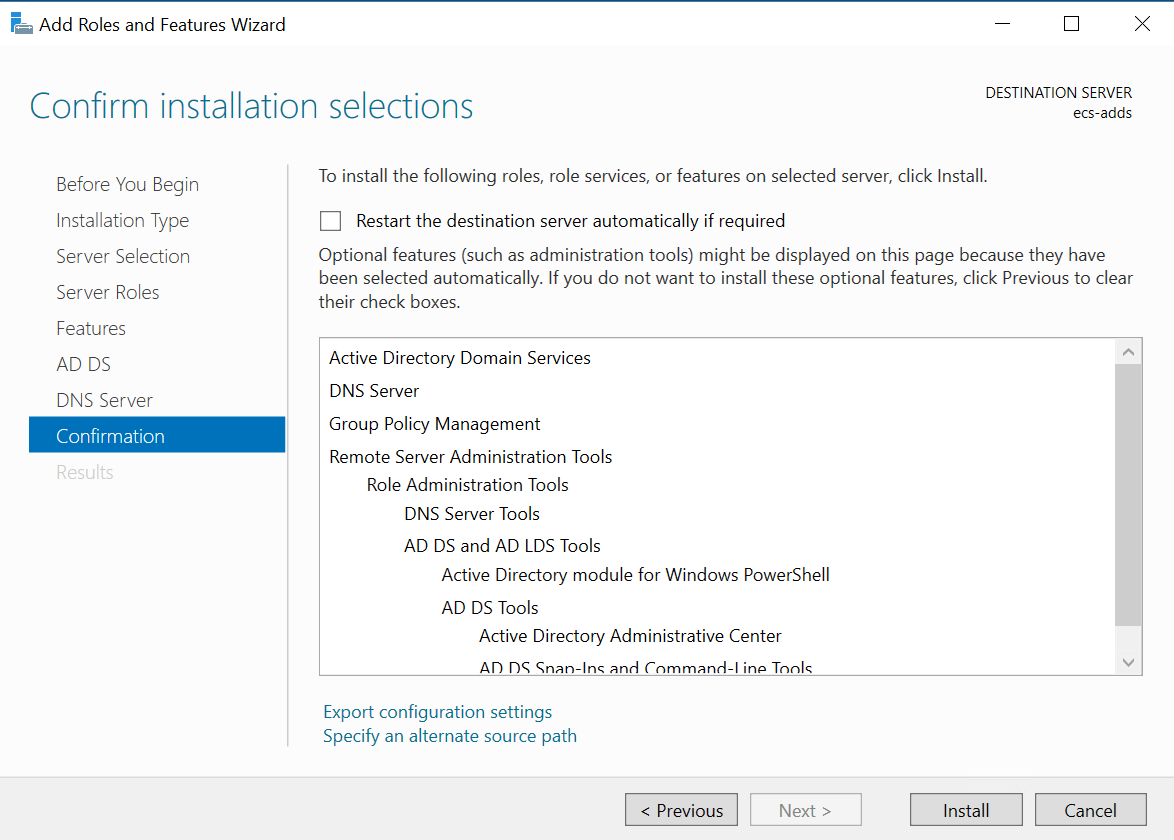 Add Roles and Features Wizard
Confirm installation selections
DESTINATION SERVER
ecs-adds
Before You Begin
Installation Type
Server Selection
Server Roles
Features
AD DS
DNS Server
Confirmation
Results
To install the following roles, role services, or features on selected server, click Install.
Restart the destination server automatically if required
Optional features (such as administration tools) might be displayed on this page because they have
been selected automatically. If you do not want to install these optional features, click Previous to clear
their check boxes.
Active Directory Domain Services
DNS Server
Group Policy Management
Remote Server Administration Tools
Role Administration Tools
DNS Server Tools
AD DS and AD LDS Tools
Active Directory module for Windows PowerShell
AD DS Tools
Active Directory Administrative Center
AD DS Snap-Ins and Command-Line Tools
Export configuration settings
Specify an alternate source path
< Previous
Next >
Install
Cancel